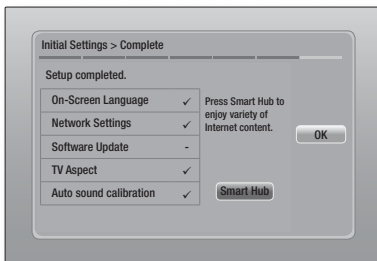 Initial Settings > Complete
Setup completed.
On-Screen Language ✓
Network Settings ✓
Software Update -
TV Aspect ✓
Auto sound calibration ✓
Press Smart Hub to
enjoy variety of
Internet content.
Smart Hub
OK